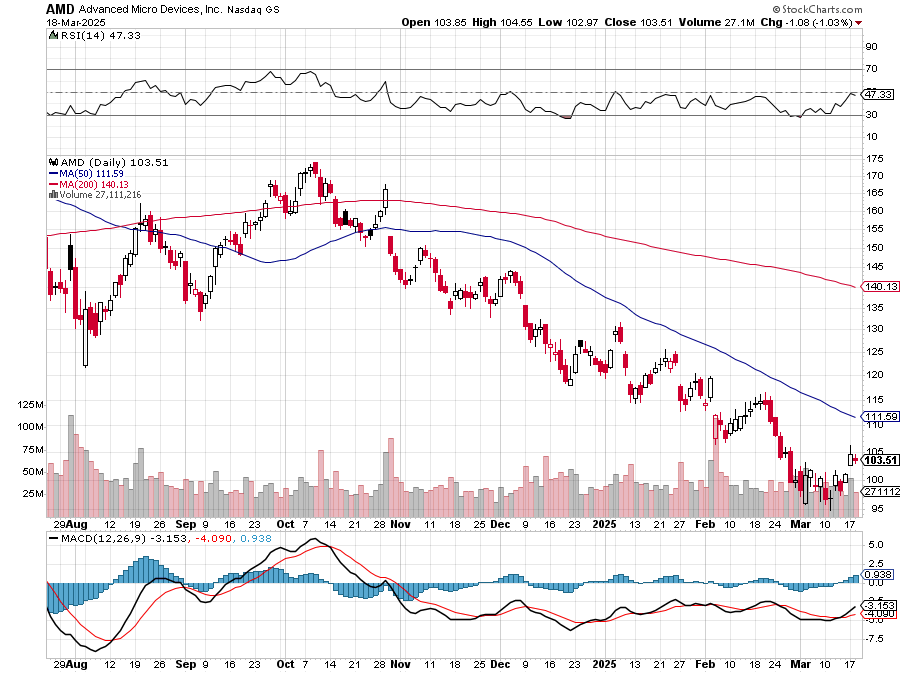 AMD Advanced Micro Devices, Inc. Nasdaq GS © StockCharts.com
18-Mar-2025 Open 103.85 High 104.55 Low 102.97 Close 103.51 Volume 27.1M Chg -1.08 (-1.03%)
RSI(14) 47.33
90
70
47.33
30
10
AMD (Daily) 103.51
MA(50) 111.59
MA(200) 140.13
Volume 27,111,216
175
170
165
160
155
150
145
140.13
135
130
125
120
115
111.59
110
105
103.51
100
271112
95
125M
100M
75M
50M
25M
29 Aug 12 19 26 Sep 9 16 23 Oct 7 14 21 28 Nov 11 18 25 Dec 9 16 23 2025 13 21 27 Feb 10 18 24 Mar 10 17
MACD(12,26,9) -3.153, -4.090, 0.938
5.0
2.5
0.938
0.0
-3.153
-4.090
-5.0
-7.5
29 Aug 12 19 26 Sep 9 16 23 Oct 7 14 21 28 Nov 11 18 25 Dec 9 16 23 2025 13 21 27 Feb 10 18 24 Mar 10 17